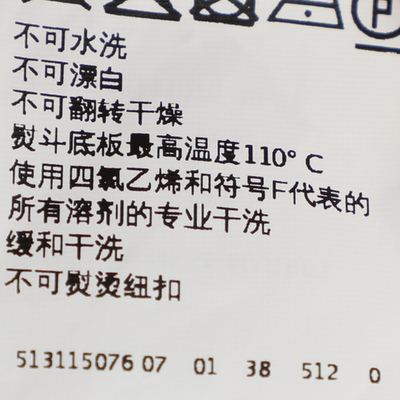 不可水洗
不可漂白
不可翻转干燥
熨斗底板最高温度110° C
使用四氯乙烯和符号F代表的
所有溶剂的专业干洗
缓和干洗
不可熨烫纽扣
513115076 07 01 38 512 0